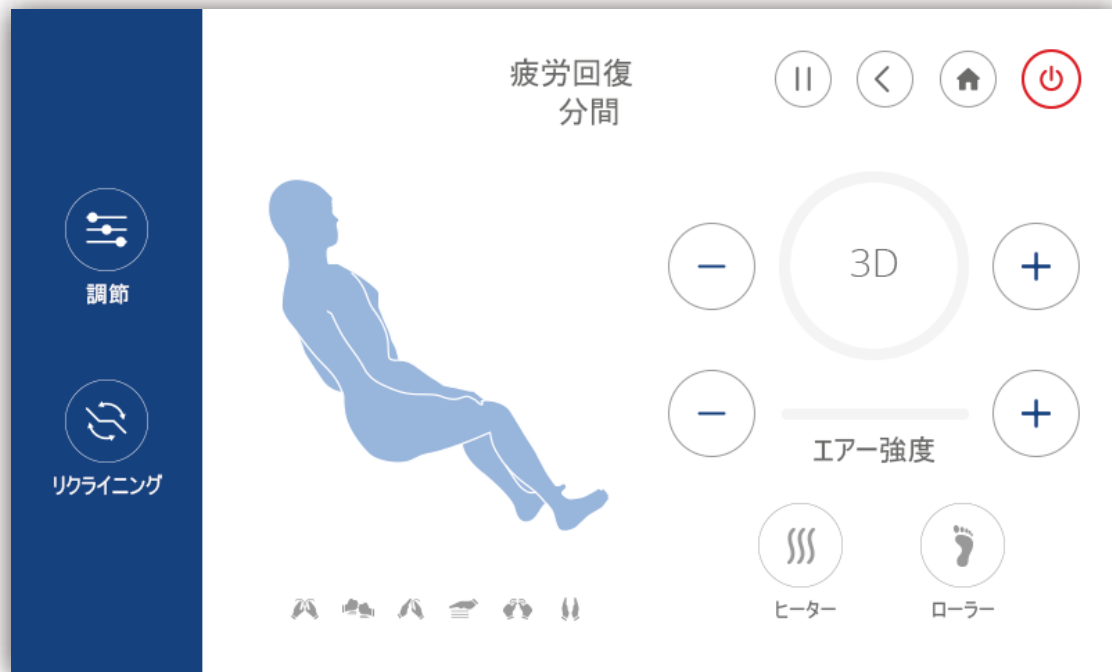 疲労回復
分間
調節
リクライニング
3D
エアー強度
ヒーター
ローラー